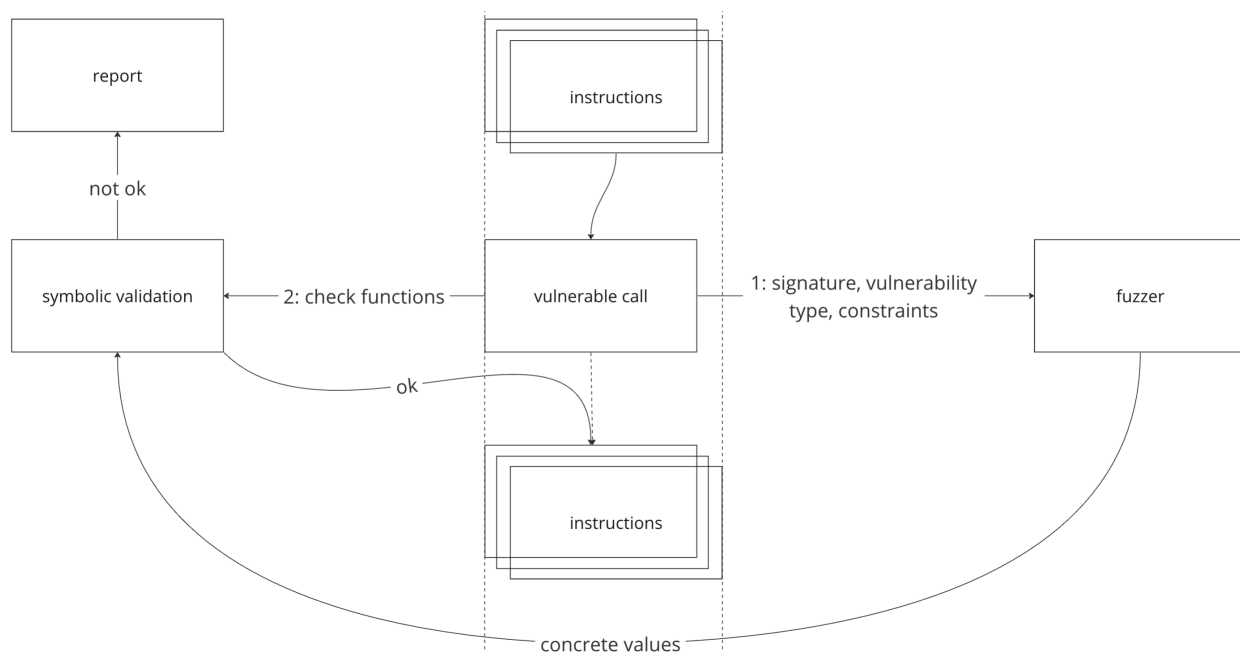 report
instructions
not ok
symbolic validation
2: check functions
vulnerable call
1: signature, vulnerability
type, constraints
fuzzer
ok
instructions
concrete values